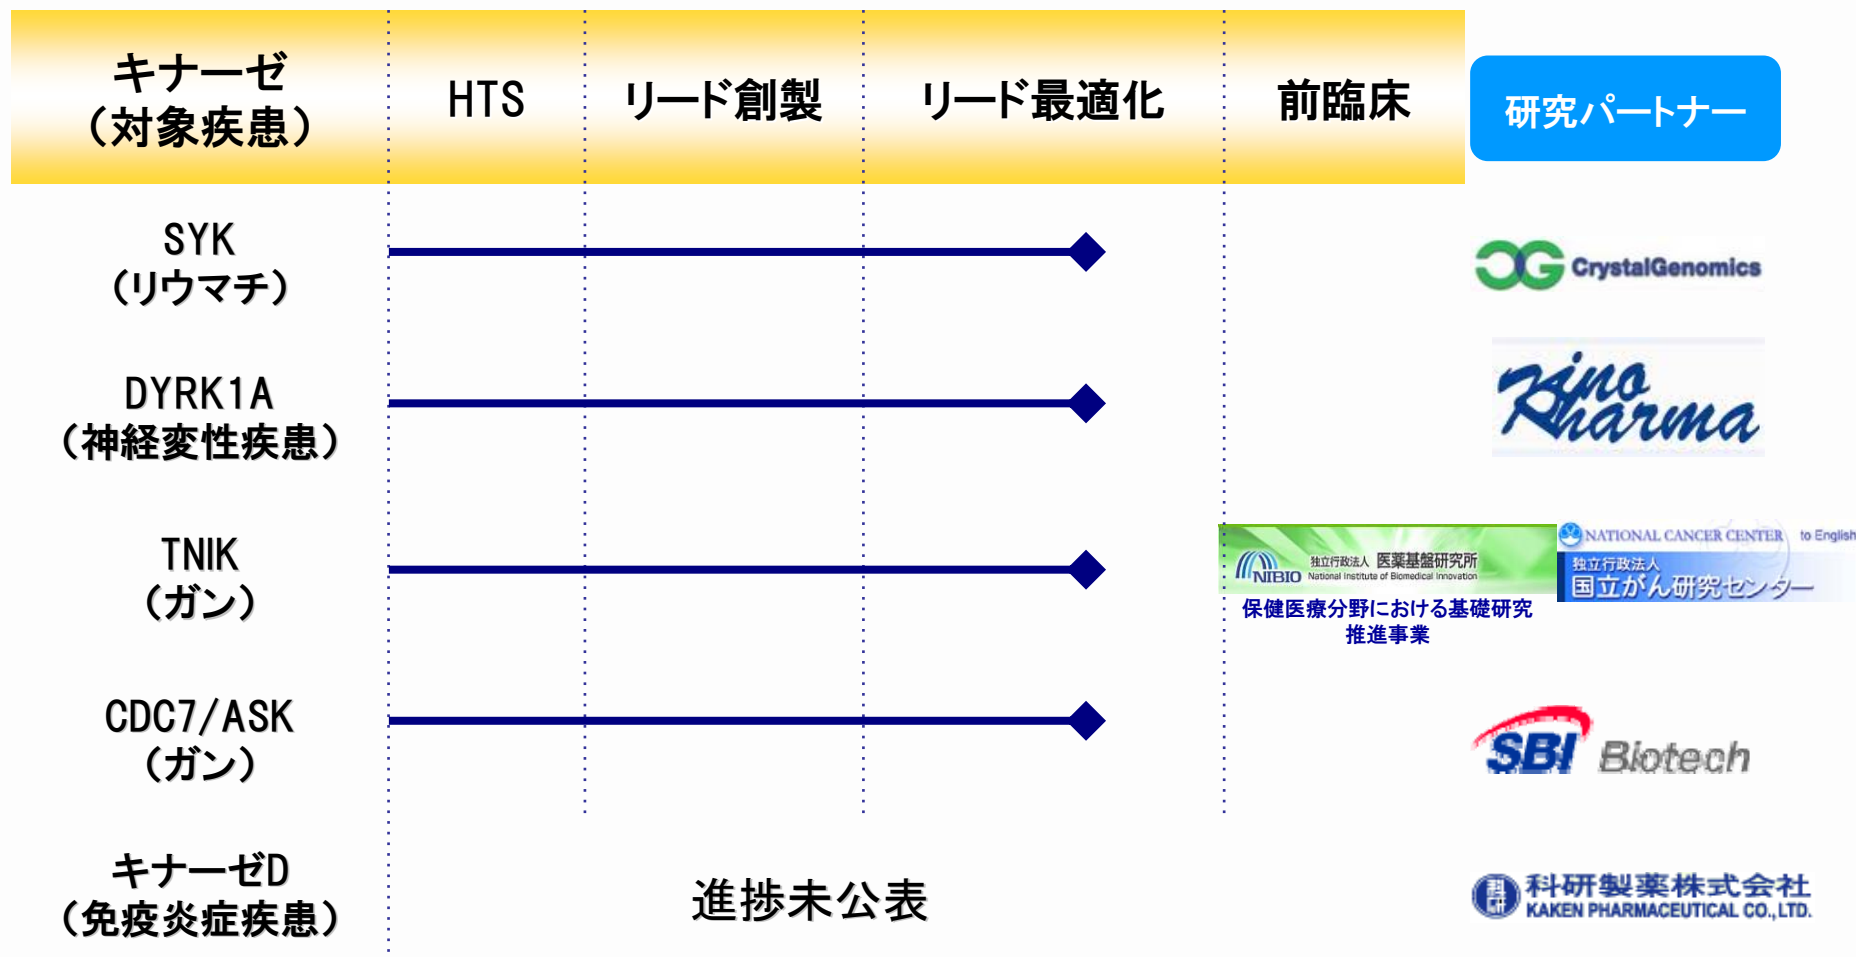 キナーゼ
（対象疾患）
HTS
リード創製
リード最適化
前臨床
研究パートナー
SYK
（リウマチ）
CrystalGenomics
DYRK1A
（神経変性疾患）
Kino
Pharma
TNIK
（ガン）
NIBIO
独立行政法人 医薬基盤研究所
National Institute of Biomedical Innovation
保健医療分野における基礎研究
推進事業
NATIONAL CANCER CENTER to English
独立行政法人
国立がん研究センター
CDC7/ASK
（ガン）
SBI Biotech
キナーゼD
（免疫炎症疾患）
進捗未公表
科研
科研製薬株式会社
KAKEN PHARMACEUTICAL CO.,LTD.